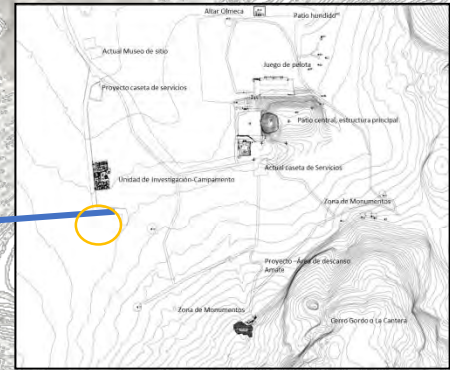 Altar Olmeca
Patio hundido
Actual Museo de sitio
Juego de pelota
Proyecto caseta de servicios
Patio central, estructura principal
Actual caseta de Servicios
Unidad de Investigación-Campamento
Zona de Monumentos
Proyecto -Área de descanso
Amate
Zona de Monumentos
Cerro Gordo o La Cantera